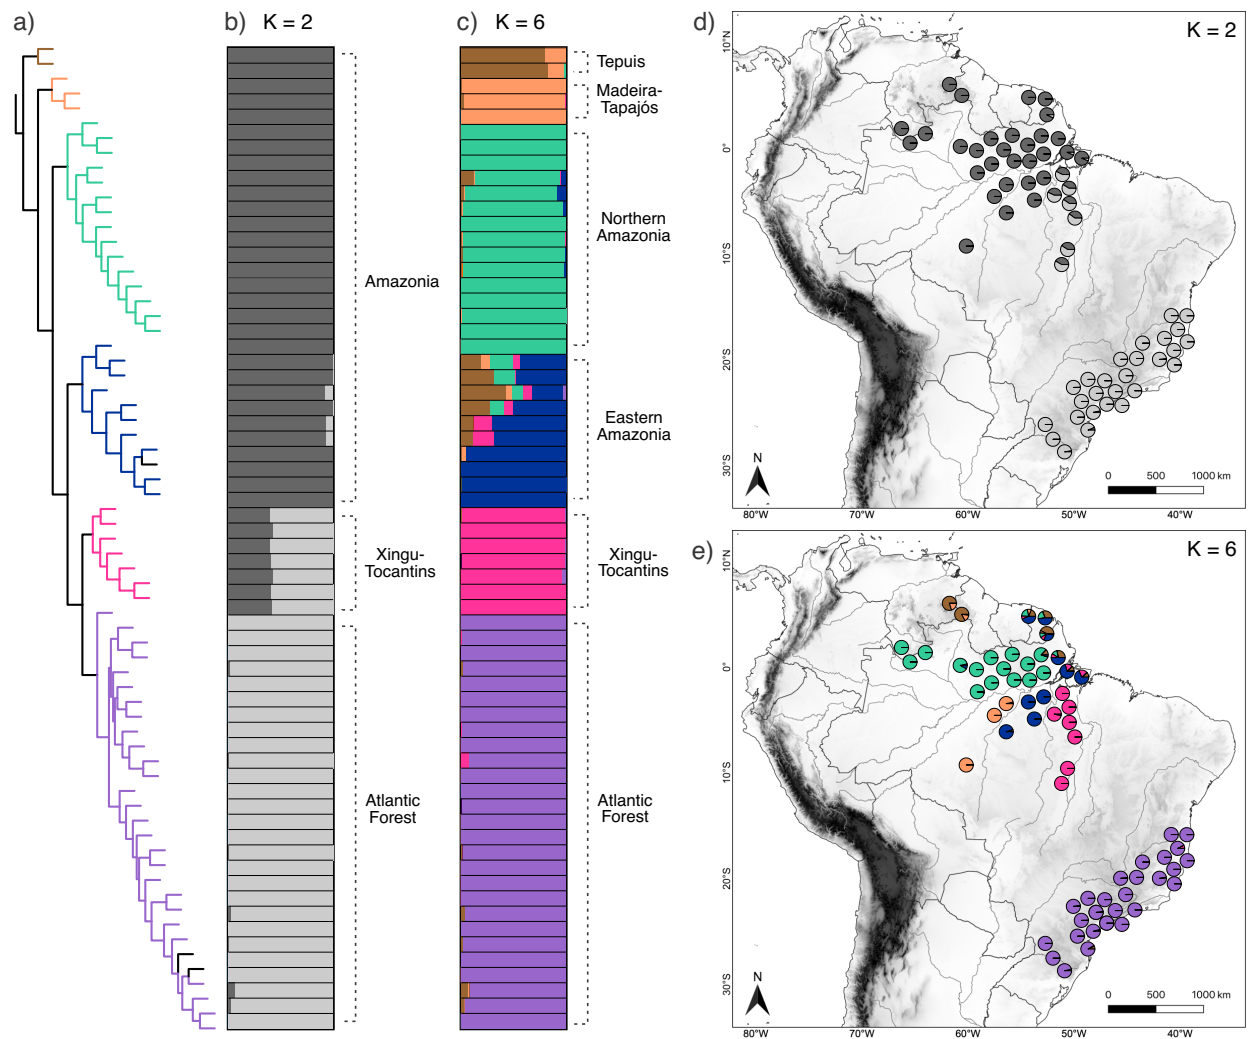 a)
b)
K = 2
c)
K = 6
Amazonia
Xingu-
Tocantins
Atlantic
Forest
Tepuis
Madeira-
Tapajós
Northern
Amazonia
Eastern
Amazonia
Xingu-
Tocantins
Atlantic
Forest
d)
K = 2
10°N
0°
10°S
20°S
30°S
N
0 500 1000 km
80°W 70°W 60°W 50°W 40°W
e)
K = 6
10°N
0°
10°S
20°S
30°S
N
0 500 1000 km
80°W 70°W 60°W 50°W 40°W